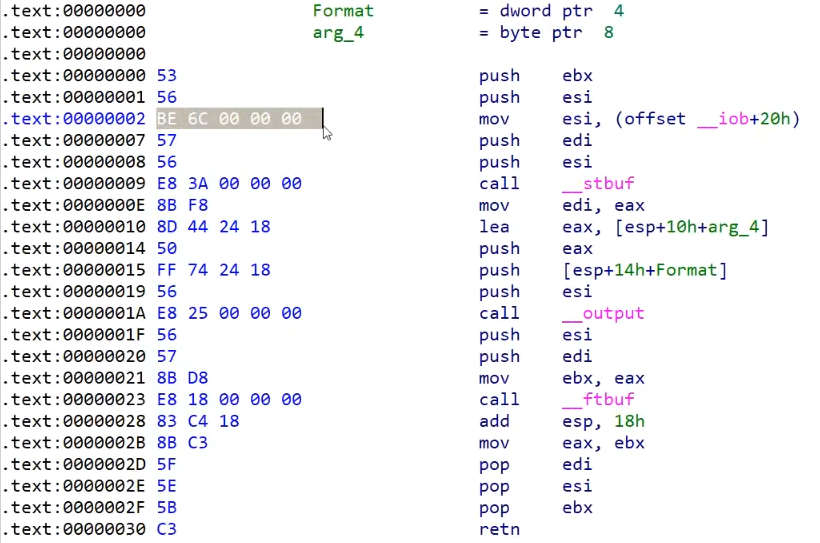 .text:00000000 Format = dword ptr 4
.text:00000000 arg_4 = byte ptr 8
.text:00000000
.text:00000000 53 push ebx
.text:00000001 56 push esi
.text:00000002 BE 6C 00 00 00 mov esi, (offset __iob+20h)
.text:00000007 57 push edi
.text:00000008 56 push esi
.text:00000009 E8 3A 00 00 00 call __stbuf
.text:0000000E 8B F8 mov edi, eax
.text:00000010 8D 44 24 18 lea eax, [esp+10h+arg_4]
.text:00000014 50 push eax
.text:00000015 FF 74 24 18 push [esp+14h+Format]
.text:00000019 56 push esi
.text:0000001A E8 25 00 00 00 call __output
.text:0000001F 56 push esi
.text:00000020 57 push edi
.text:00000021 8B D8 mov ebx, eax
.text:00000023 E8 18 00 00 00 call __ftbuf
.text:00000028 83 C4 18 add esp, 18h
.text:0000002B 8B C3 mov eax, ebx
.text:0000002D 5F pop edi
.text:0000002E 5E pop esi
.text:0000002F 5B pop ebx
.text:00000030 C3 retn